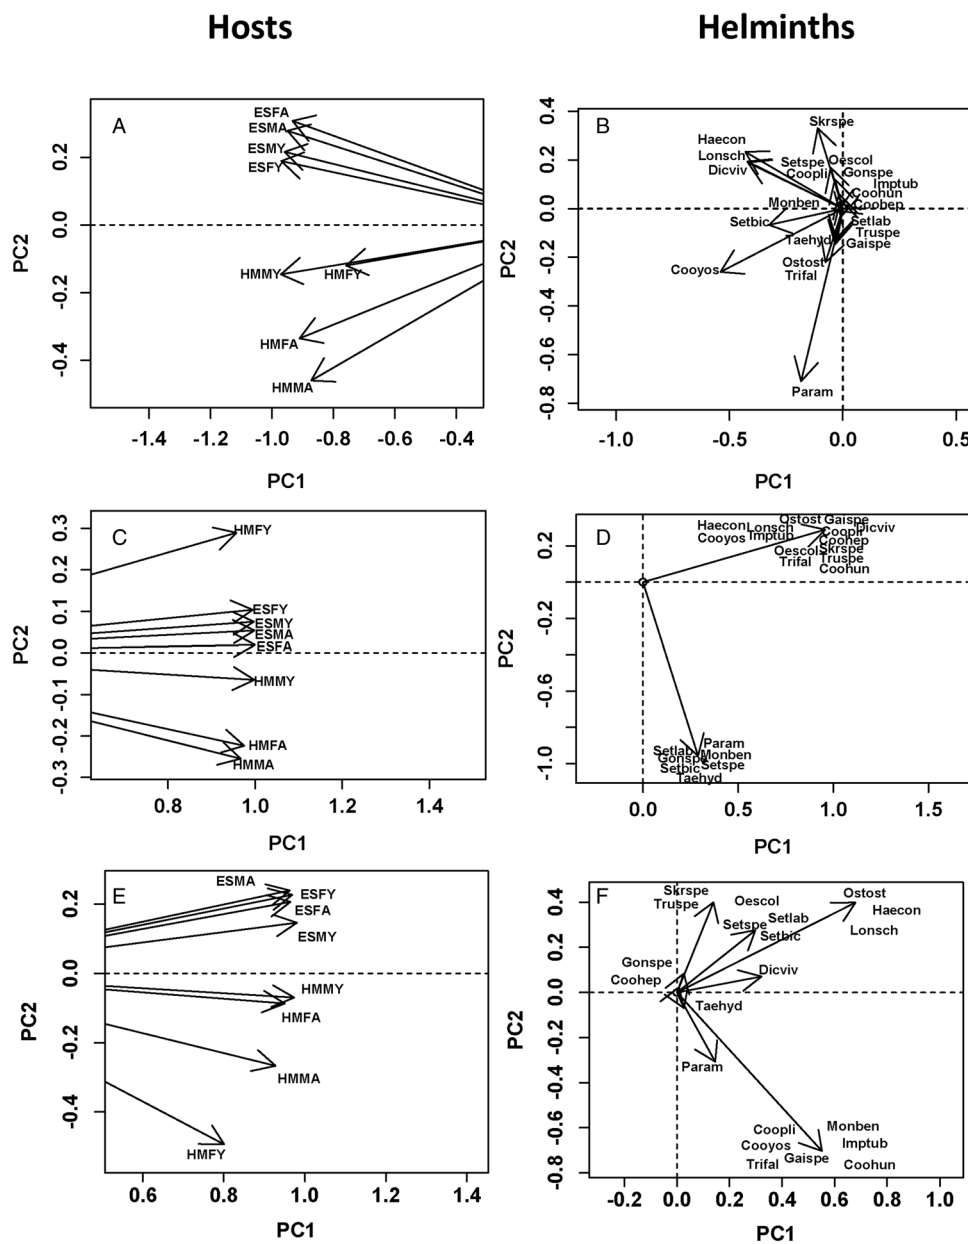 Hosts
Helminths
A
ESFA
ESMA
ESMY
ESFY
HMMY
HMFY
HMFA
HMMA
0.2
0.0
-0.2
-0.4
PC2
-1.4
-1.2
-1.0
-0.8
-0.6
-0.4
PC1
B
Skrspe
Haecon
Lonsch
Dicviv
Setspe
Oescol
Coopli
Gonspe
Imptub
Coohun
Monben
Coohep
Setbic
Setlab
Truspe
Taehyd
Gaispe
Cooyos
Ostost
Trifal
Param
0.4
0.2
0.0
-0.2
-0.4
-0.6
-0.8
PC2
-1.0
-0.5
0.0
0.5
PC1
C
HMFY
ESFY
ESMY
ESMA
ESFA
HMMY
HMFA
HMMA
0.3
0.2
0.1
0.0
-0.1
-0.2
-0.3
PC2
0.8
1.0
1.2
1.4
PC1
D
Ostost
Gaispe
Haecon
Lonsch
Dicviv
Coopli
Cooyos
Imptub
Coohep
Oescol
Skrspe
Trifal
Truspe
Coohun
Param
Setlab
Monben
Gonspe
Setspe
Setbic
Taehyd
0.2
-0.2
-0.6
-1.0
PC2
0.0
0.5
1.0
1.5
PC1
E
ESMA
ESFY
ESFA
ESMY
HMMY
HMFA
HMMA
HMFY
0.2
0.0
-0.2
-0.4
PC2
0.6
0.8
1.0
1.2
1.4
PC1
F
Skrspe
Truspe
Oescol
Ostost
Haecon
Setlab
Setspe
Lonsch
Setbic
Gonspe
Dicviv
Coohep
Taehyd
Param
Coopli
Monben
Cooyos
Imptub
Gaispe
Trifal
Coohun
0.4
0.2
0.0
-0.2
-0.4
-0.6
-0.8
PC2
-0.2
0.0
0.2
0.4
0.6
0.8
1.0
PC1